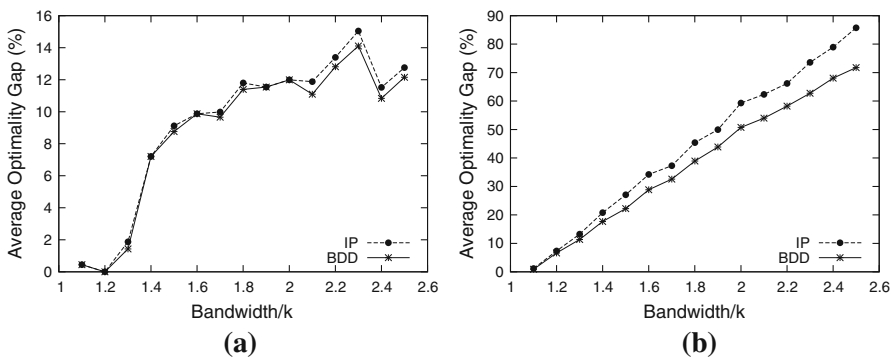 Average Optimality Gap (%)
16
14
12
10
8
6
4
2
0
1 1.2 1.4 1.6 1.8 2 2.2 2.4 2.6
IP
BDD
Bandwidth/k
(a)
Average Optimality Gap (%)
90
80
70
60
50
40
30
20
10
0
1 1.2 1.4 1.6 1.8 2 2.2 2.4 2.6
IP
BDD
Bandwidth/k
(b)